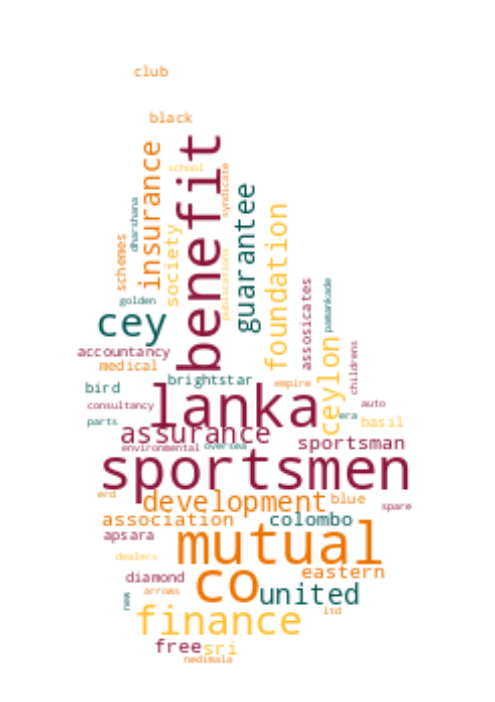 club
black
benefit
insurance
school
syndicate
guarantee
dharshana
foundation
society
schemes
publications
golden
cey
assosicates
pamankade
accountancy
medical
ceylon
childrens
brightstar
empire
bird
lanka
consultancy
auto
era
parts
basil
assurance
sportsman
environmental
oversea
sportsmen
erd
development
blue
spare
association
colombo
apsara
mutual
dealers
diamond
co
eastern
arrows
united
new
ltd
finance
free
sri
nedimala